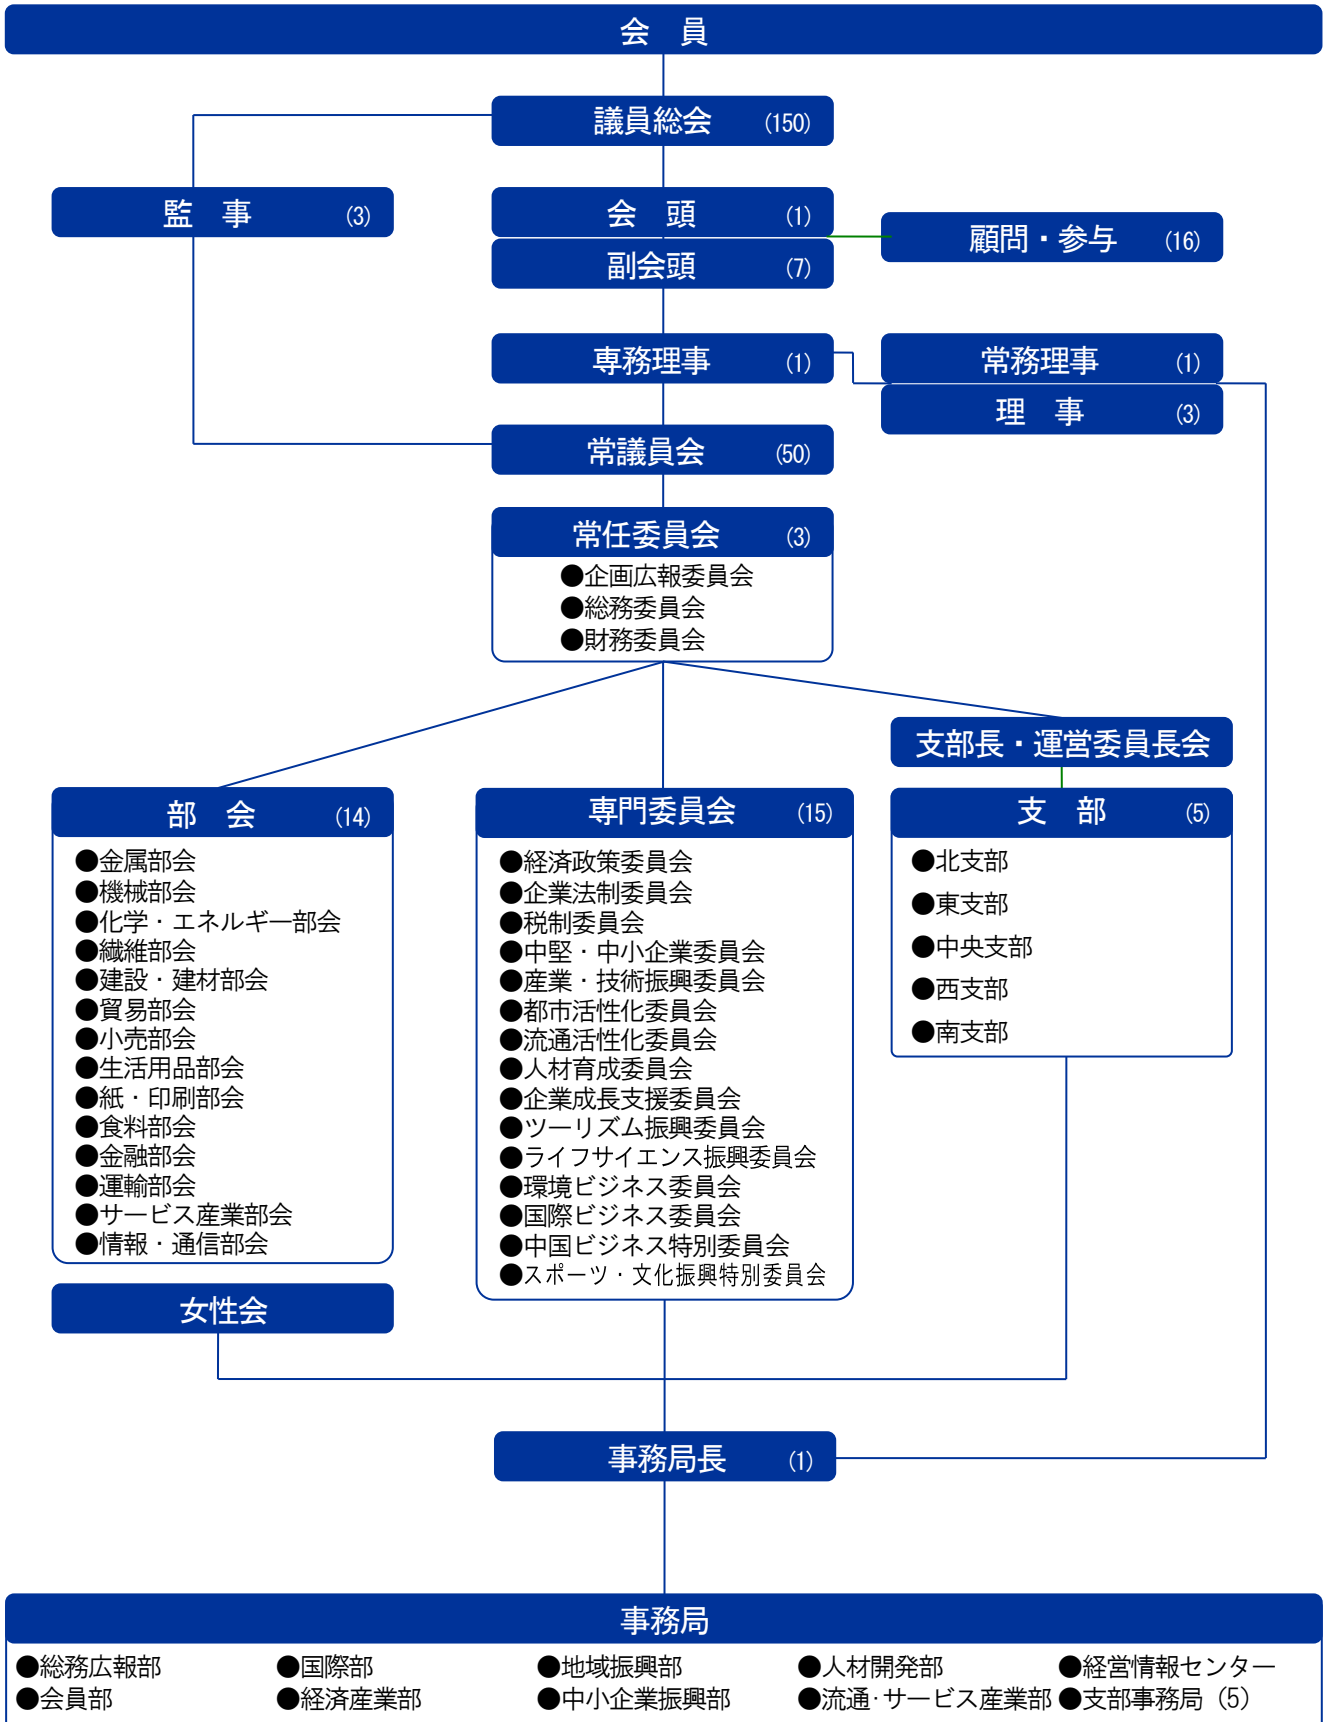 会　員
議員総会 (150)
監　事 (3)
会　頭 (1)
副会頭 (7)
顧問・参与 (16)
専務理事 (1)
常務理事 (1)
理　事 (3)
常議員会 (50)
常任委員会 (3)
●企画広報委員会
●総務委員会
●財務委員会
支部長・運営委員長会
部　会 (14)
●金属部会
●機械部会
●化学・エネルギー部会
●繊維部会
●建設・建材部会
●貿易部会
●小売部会
●生活用品部会
●紙・印刷部会
●食料部会
●金融部会
●運輸部会
●サービス産業部会
●情報・通信部会
専門委員会 (15)
●経済政策委員会
●企業法制委員会
●税制委員会
●中堅・中小企業委員会
●産業・技術振興委員会
●都市活性化委員会
●流通活性化委員会
●人材育成委員会
●企業成長支援委員会
●ツーリズム振興委員会
●ライフサイエンス振興委員会
●環境ビジネス委員会
●国際ビジネス委員会
●中国ビジネス特別委員会
●スポーツ・文化振興特別委員会
支　部 (5)
●北支部
●東支部
●中央支部
●西支部
●南支部
女性会
事務局長 (1)
事務局
●総務広報部 ●国際部 ●地域振興部 ●人材開発部 ●経営情報センター
●会員部 ●経済産業部 ●中小企業振興部 ●流通・サービス産業部 ●支部事務局（5）